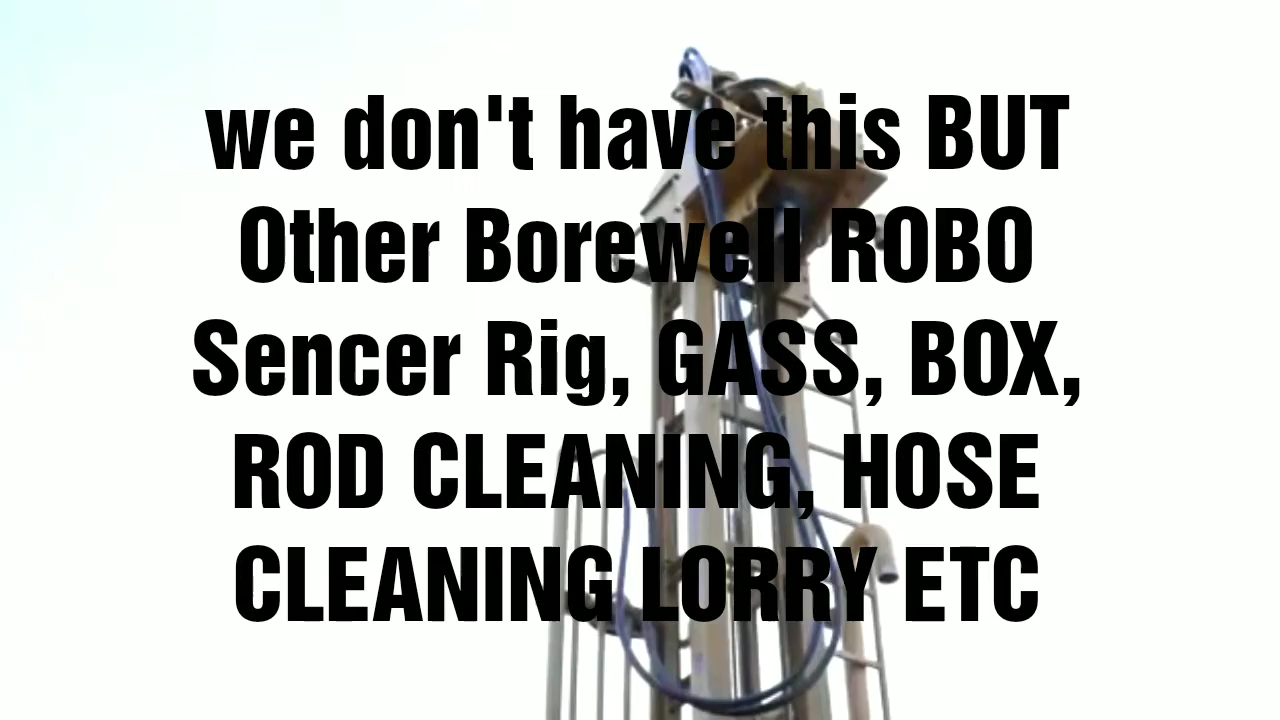 we don't have this BUT
Other Borewell ROBO
Sencer Rig, GASS, BOX,
ROD CLEANING, HOSE
CLEANING LORRY ETC